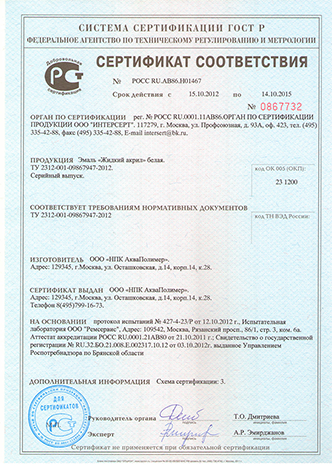 СИСТЕМА СЕРТИФИКАЦИИ ГОСТ Р
ФЕДЕРАЛЬНОЕ АГЕНТСТВО ПО ТЕХНИЧЕСКОМУ РЕГУЛИРОВАНИЮ И МЕТРОЛОГИИ
СЕРТИФИКАТ СООТВЕТСТВИЯ
№ РОСС RU.АВ86.Н01467
Срок действия с 15.10.2012 по 14.10.2015
№ 0867732
ОРГАН ПО СЕРТИФИКАЦИИ рег. № РОСС RU.0001.11АВ86.ОРГАН ПО СЕРТИФИКАЦИИ
ПРОДУКЦИИ ООО "ИНТЕРСЕРТ". 117279, г. Москва, ул. Профсоюзная, д. 93А, оф. 423, тел. (495)
335-42-88, факс (495) 335-42-88, E-mail intersert@bk.ru.
ПРОДУКЦИЯ Эмаль «Жидкий акрил» белая.
ТУ 2312-001-09867947-2012.
Серийный выпуск.
код ОК 005 (ОКП):
23 1200
СООТВЕТСТВУЕТ ТРЕБОВАНИЯМ НОРМАТИВНЫХ ДОКУМЕНТОВ
ТУ 2312-001-09867947-2012
код ТН ВЭД России:
ИЗГОТОВИТЕЛЬ ООО «НПК АкваПолимер».
Адрес: 129345, г.Москва, ул. Осташковская, д.14, корп.14, к.28.
СЕРТИФИКАТ ВЫДАН ООО «НПК АкваПолимер».
Адрес: 129345, г.Москва, ул. Осташковская, д.14, корп.14, к.28.
Телефон 8(495)799-16-73.
НА ОСНОВАНИИ протокол испытаний № 427-4-23/Р от 12.10.2012 г., Испытательная
лаборатория ООО "Ремсервис", Адрес: 109542, Москва, Рязанский просп., 86/1, стр. 3, ком. 6а.
Аттестат аккредитации РОСС RU.0001.21АВ80 от 21.10.2011 г.; Свидетельство о государственной
регистрации № RU.32.БО.21.008.Е.002317.10.12 от 03.10.2012г. выданное Управлением
Роспотребнадзора по Брянской области
ДОПОЛНИТЕЛЬНАЯ ИНФОРМАЦИЯ Схема сертификации: 3.
ДЛЯ СЕРТИФИКАТОВ
Руководитель органа
Т.О. Дмитриева
Эксперт
А.Р. Эмирджанов
Сертификат не применяется при обязательной сертификации